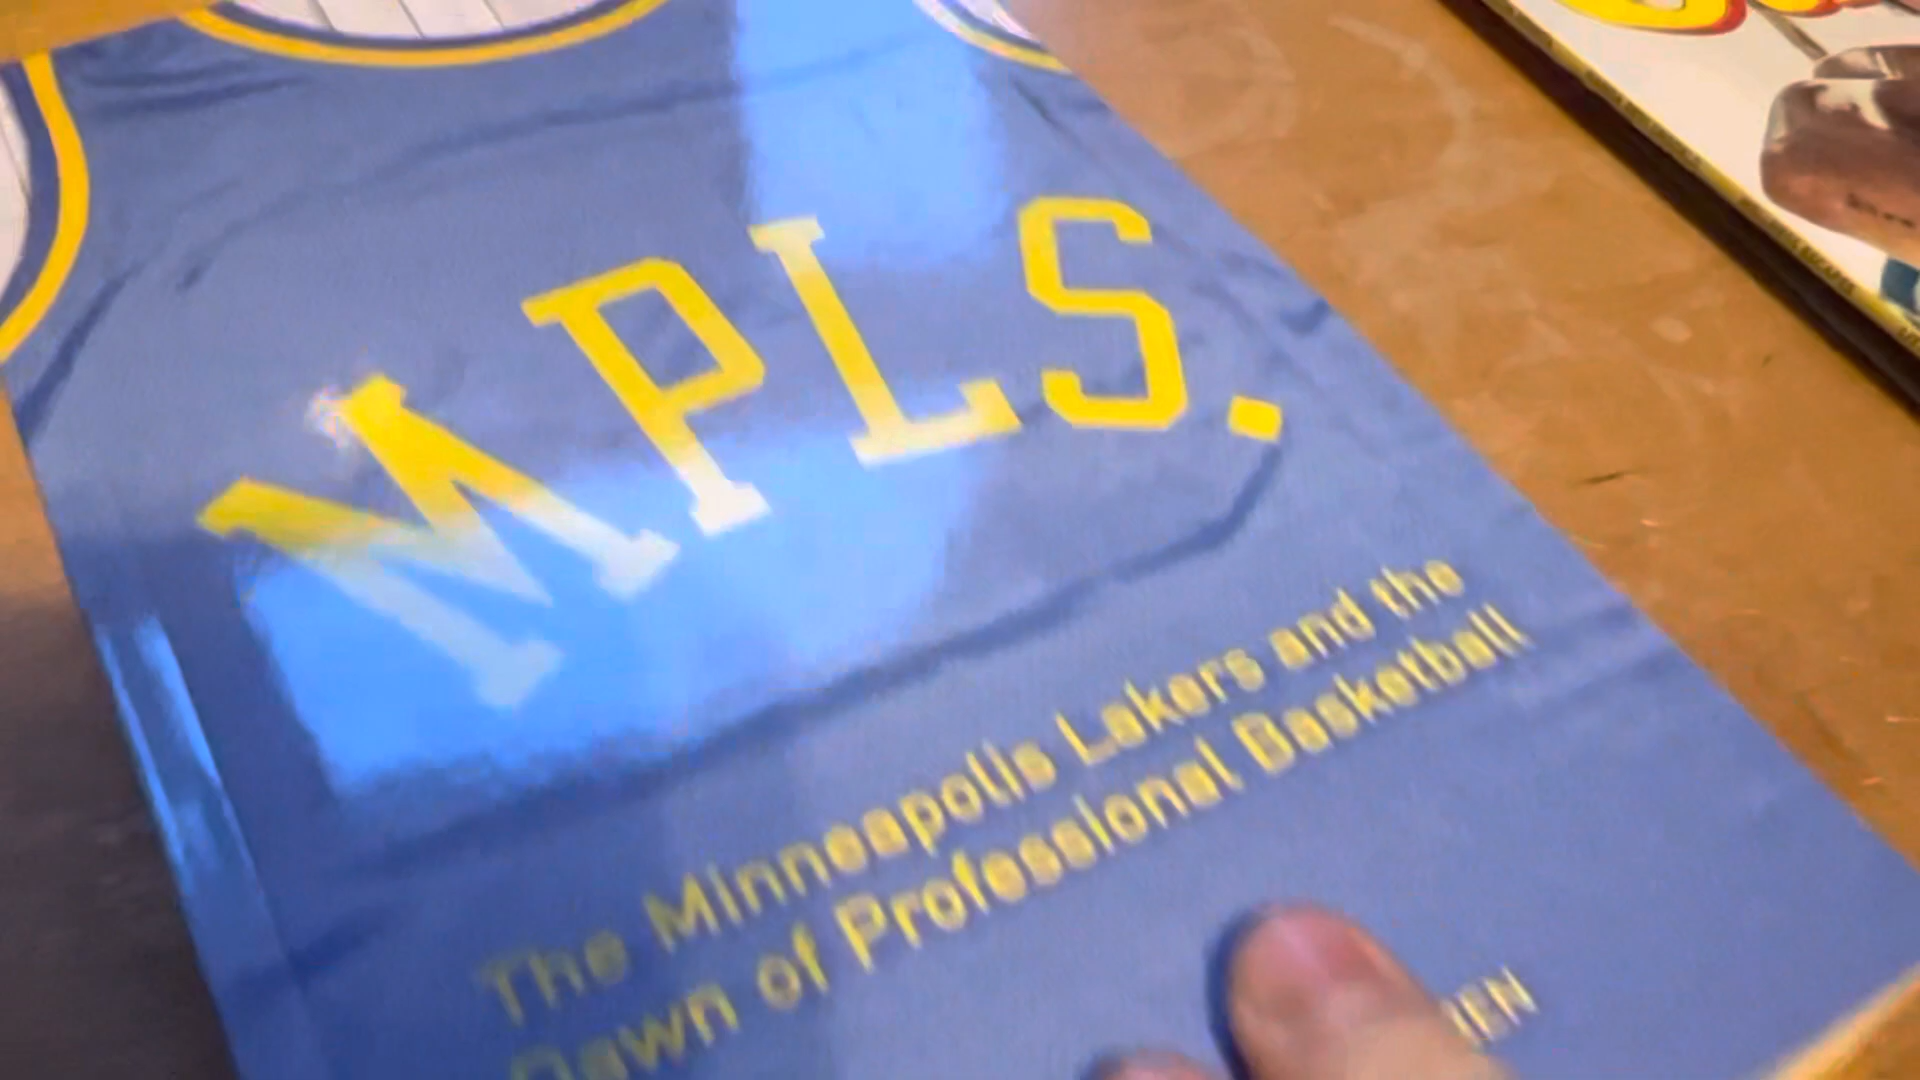 MPLS.
The Minneapolis Lakers and the
Dawn of Professional Basketball